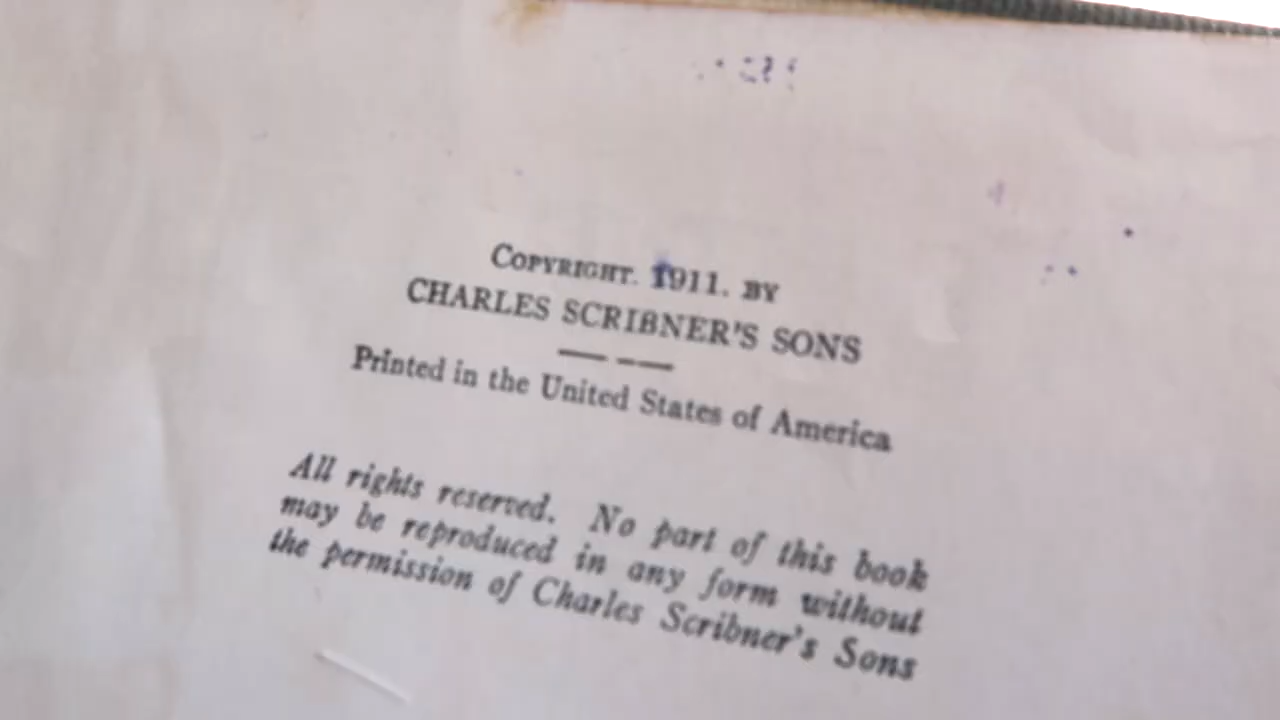 COPYRIGHT. 1911. BY
CHARLES SCRIBNER'S SONS
Printed in the United States of America
All rights reserved. No part of this book
may be reproduced in any form without
the permission of Charles Scribner's Sons